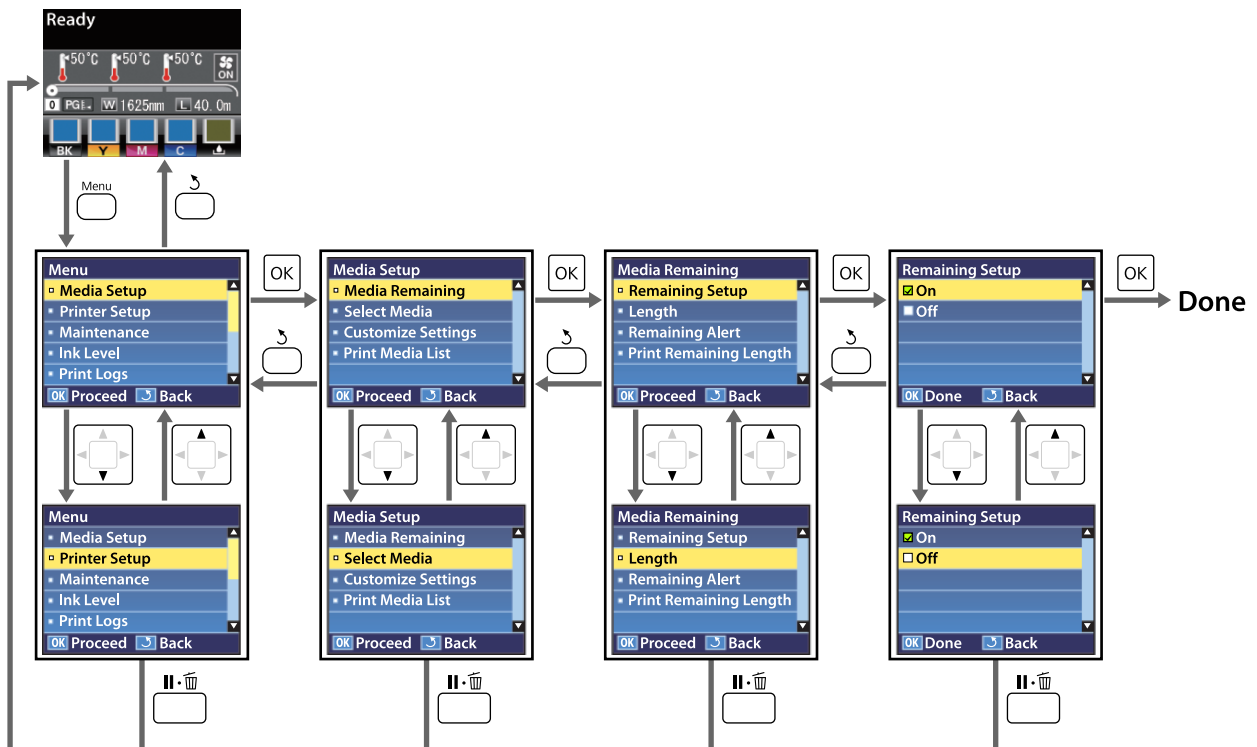 Ready
50°C 50°C 50°C ON
0 PG W 1625mm L 40.0m
BK Y M C
Menu
OK
OK
OK
OK
Menu
Media Setup
Printer Setup
Maintenance
Ink Level
Print Logs
OK Proceed Back
Media Setup
Media Remaining
Select Media
Customize Settings
Print Media List
OK Proceed Back
Media Remaining
Remaining Setup
Length
Remaining Alert
Print Remaining Length
OK Proceed Back
Remaining Setup
On
Off
OK Done Back
Done
Menu
Media Setup
Printer Setup
Maintenance
Ink Level
Print Logs
OK Proceed Back
Media Setup
Media Remaining
Select Media
Customize Settings
Print Media List
OK Proceed Back
Media Remaining
Remaining Setup
Length
Remaining Alert
Print Remaining Length
OK Proceed Back
Remaining Setup
On
Off
OK Done Back